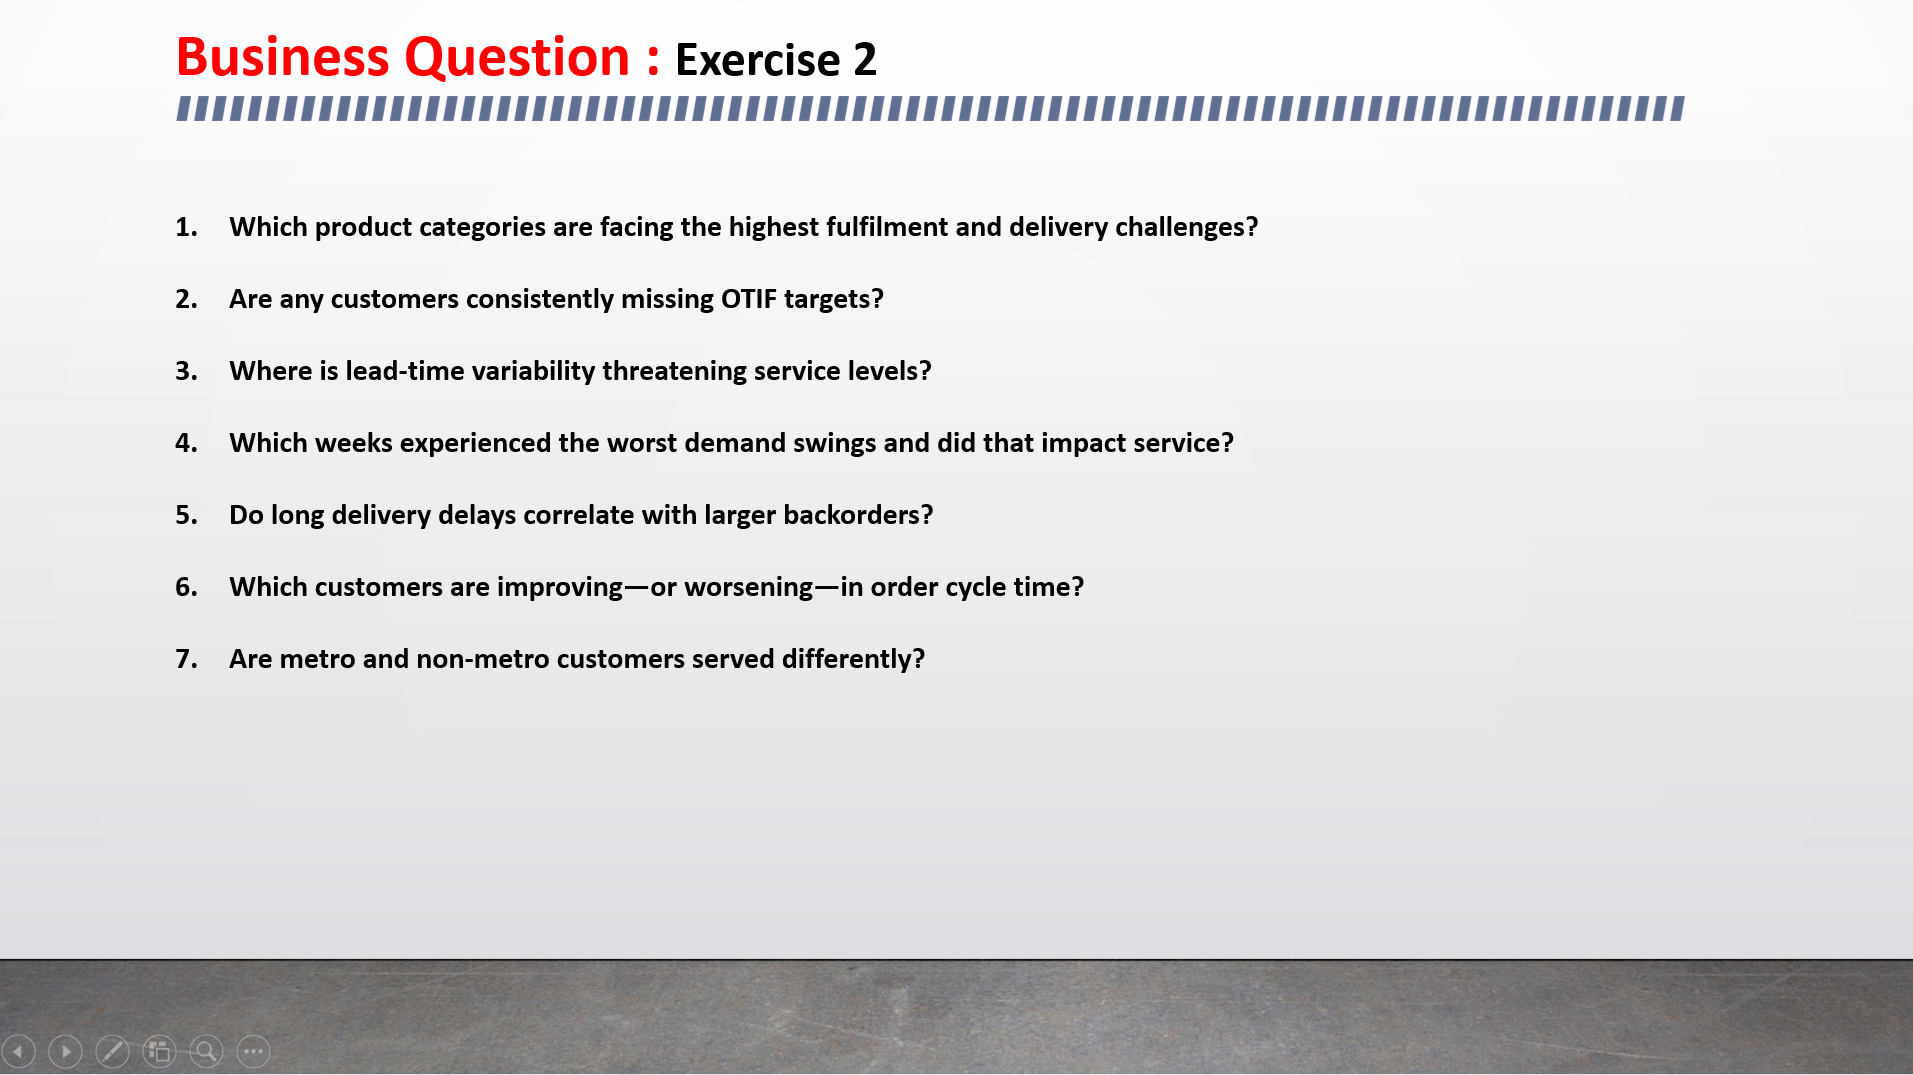 Business Question : Exercise 2
1. Which product categories are facing the highest fulfilment and delivery challenges?
2. Are any customers consistently missing OTIF targets?
3. Where is lead-time variability threatening service levels?
4. Which weeks experienced the worst demand swings and did that impact service?
5. Do long delivery delays correlate with larger backorders?
6. Which customers are improving—or worsening—in order cycle time?
7. Are metro and non-metro customers served differently?